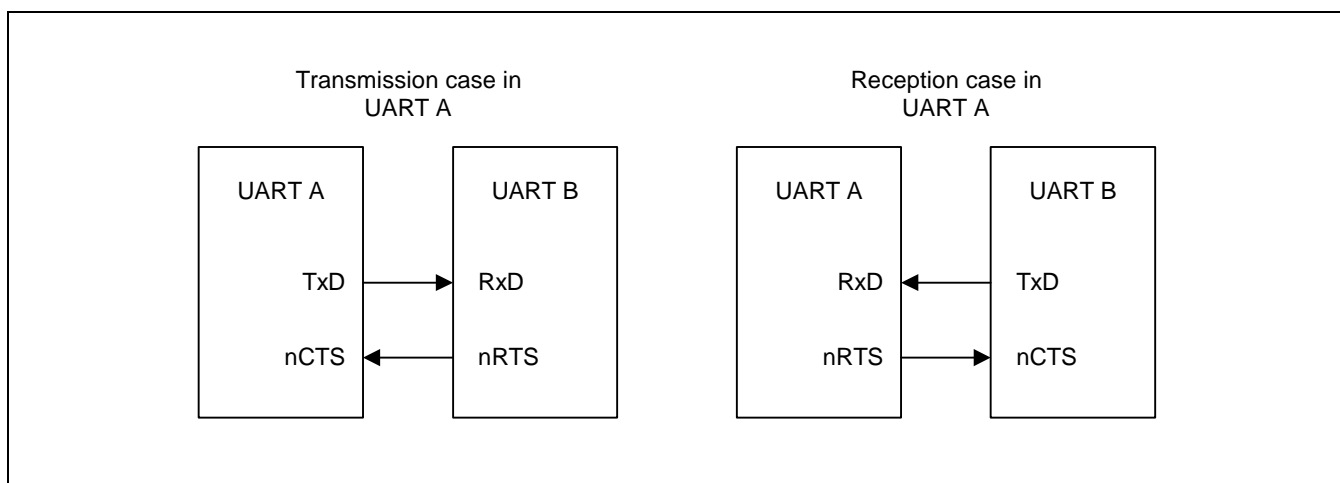 Transmission case in
UART A
UART A
UART B
TxD
RxD
nCTS
nRTS
Reception case in
UART A
UART A
UART B
RxD
TxD
nRTS
nCTS